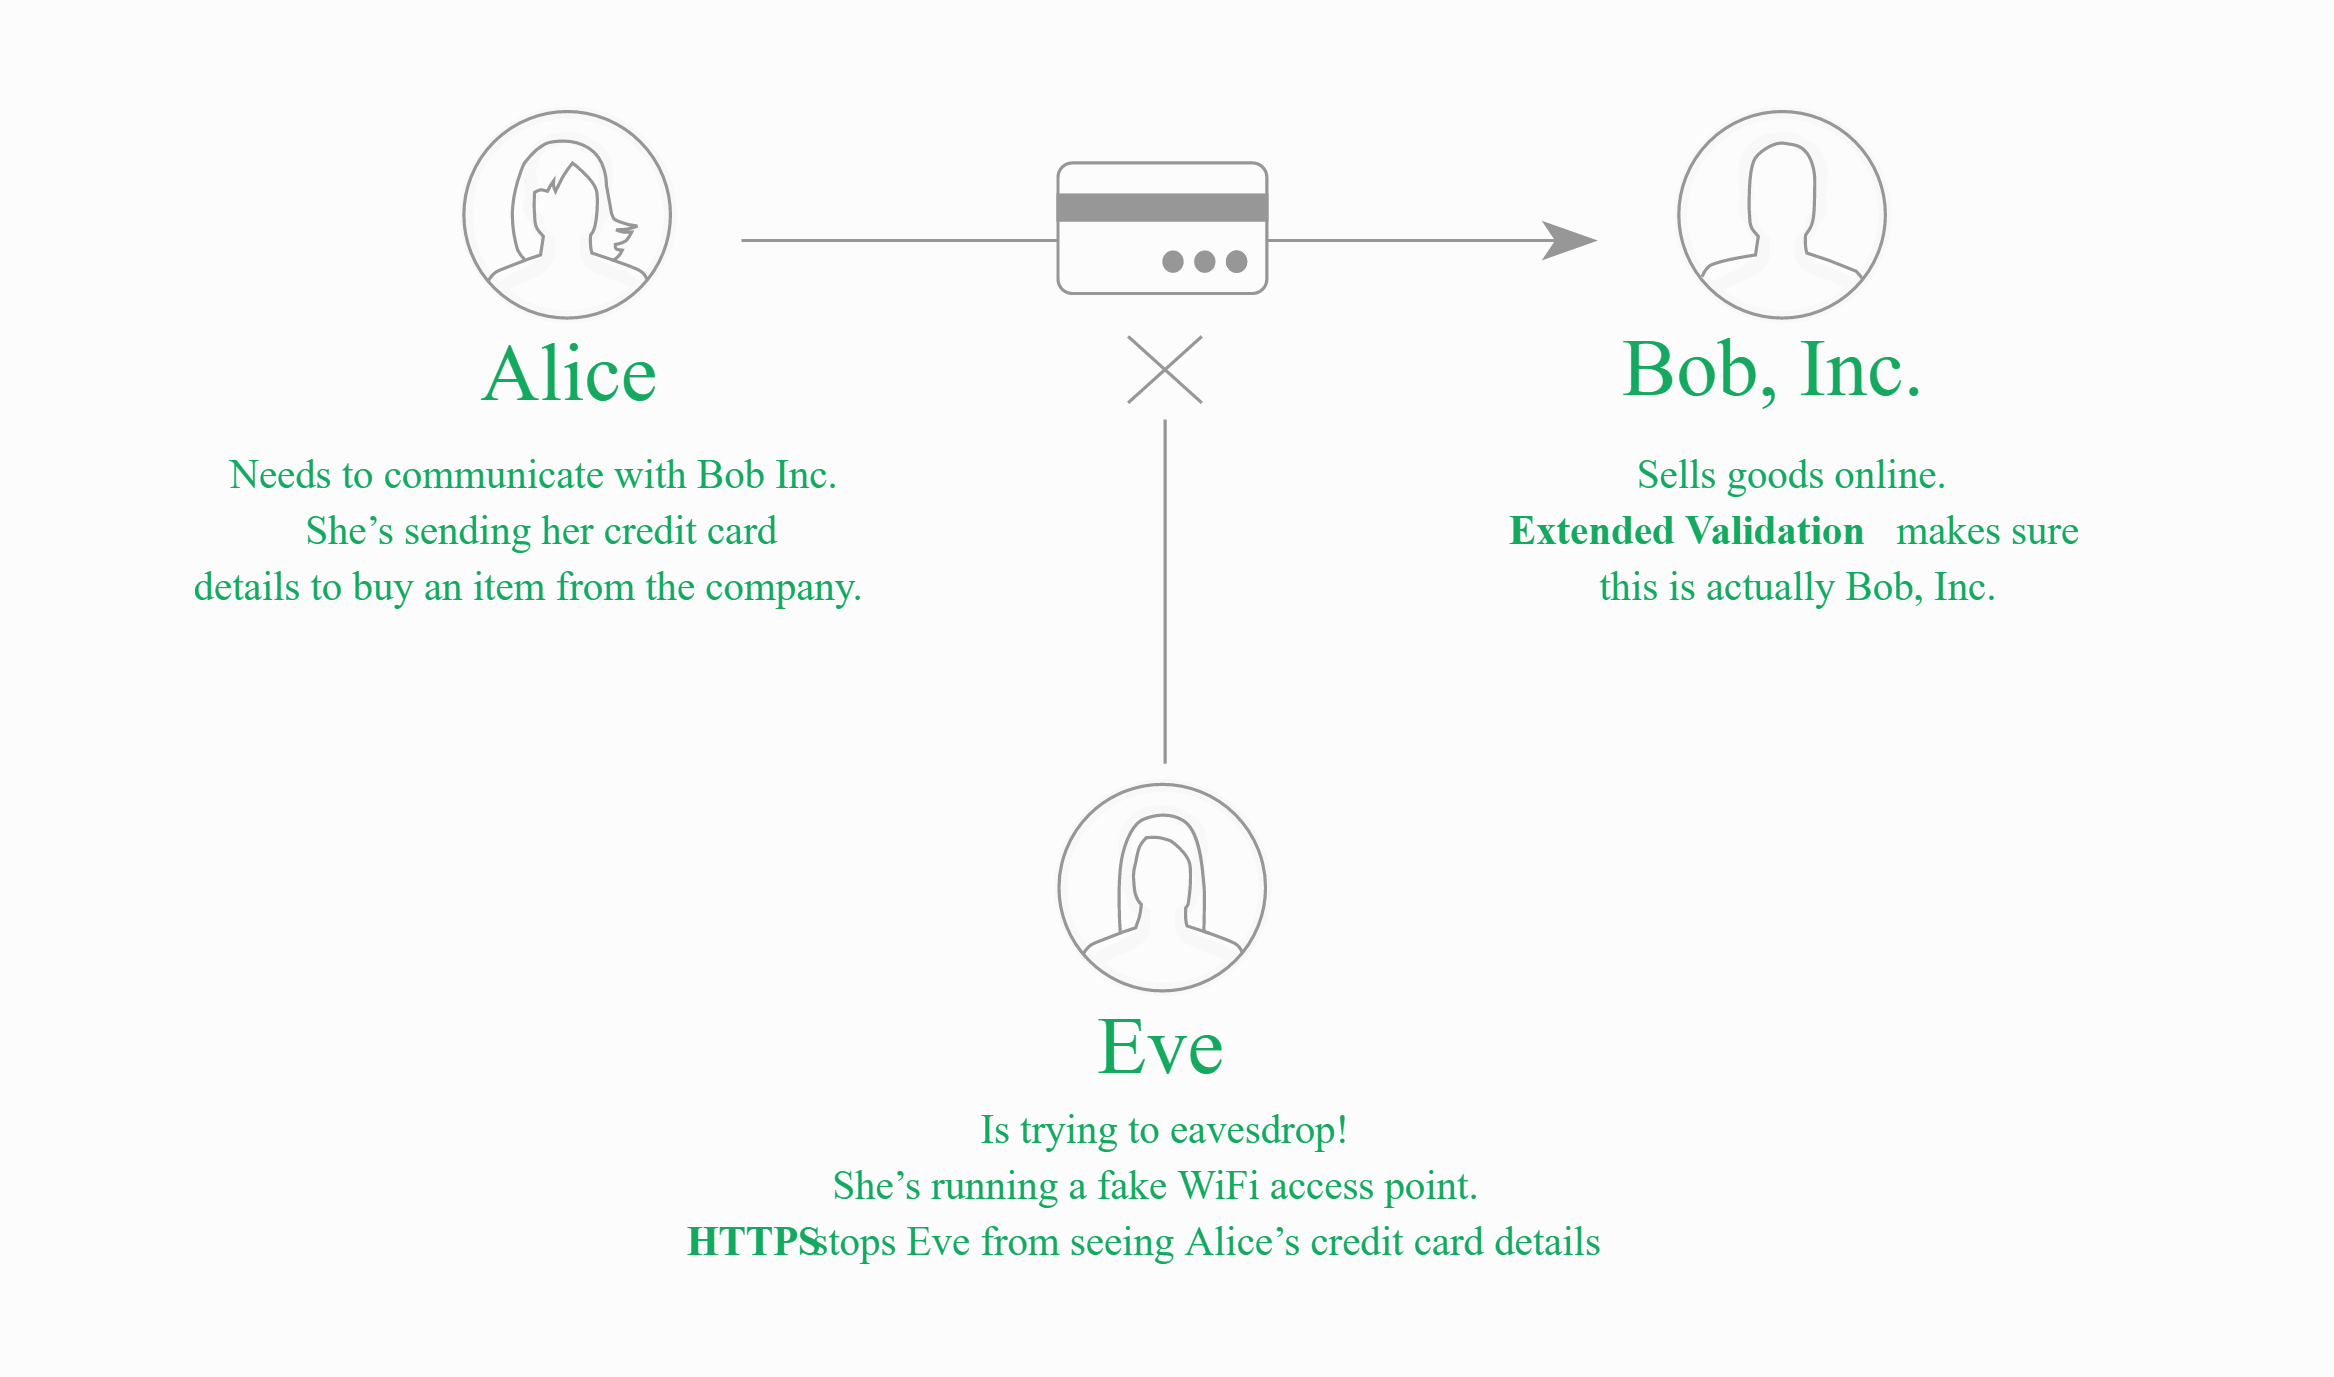 Alice
Needs to communicate with Bob Inc.
She’s sending her credit card
details to buy an item from the company.
Bob, Inc.
Sells goods online.
Extended Validation makes sure
this is actually Bob, Inc.
Eve
Is trying to eavesdrop!
She’s running a fake WiFi access point.
HTTPS stops Eve from seeing Alice’s credit card details